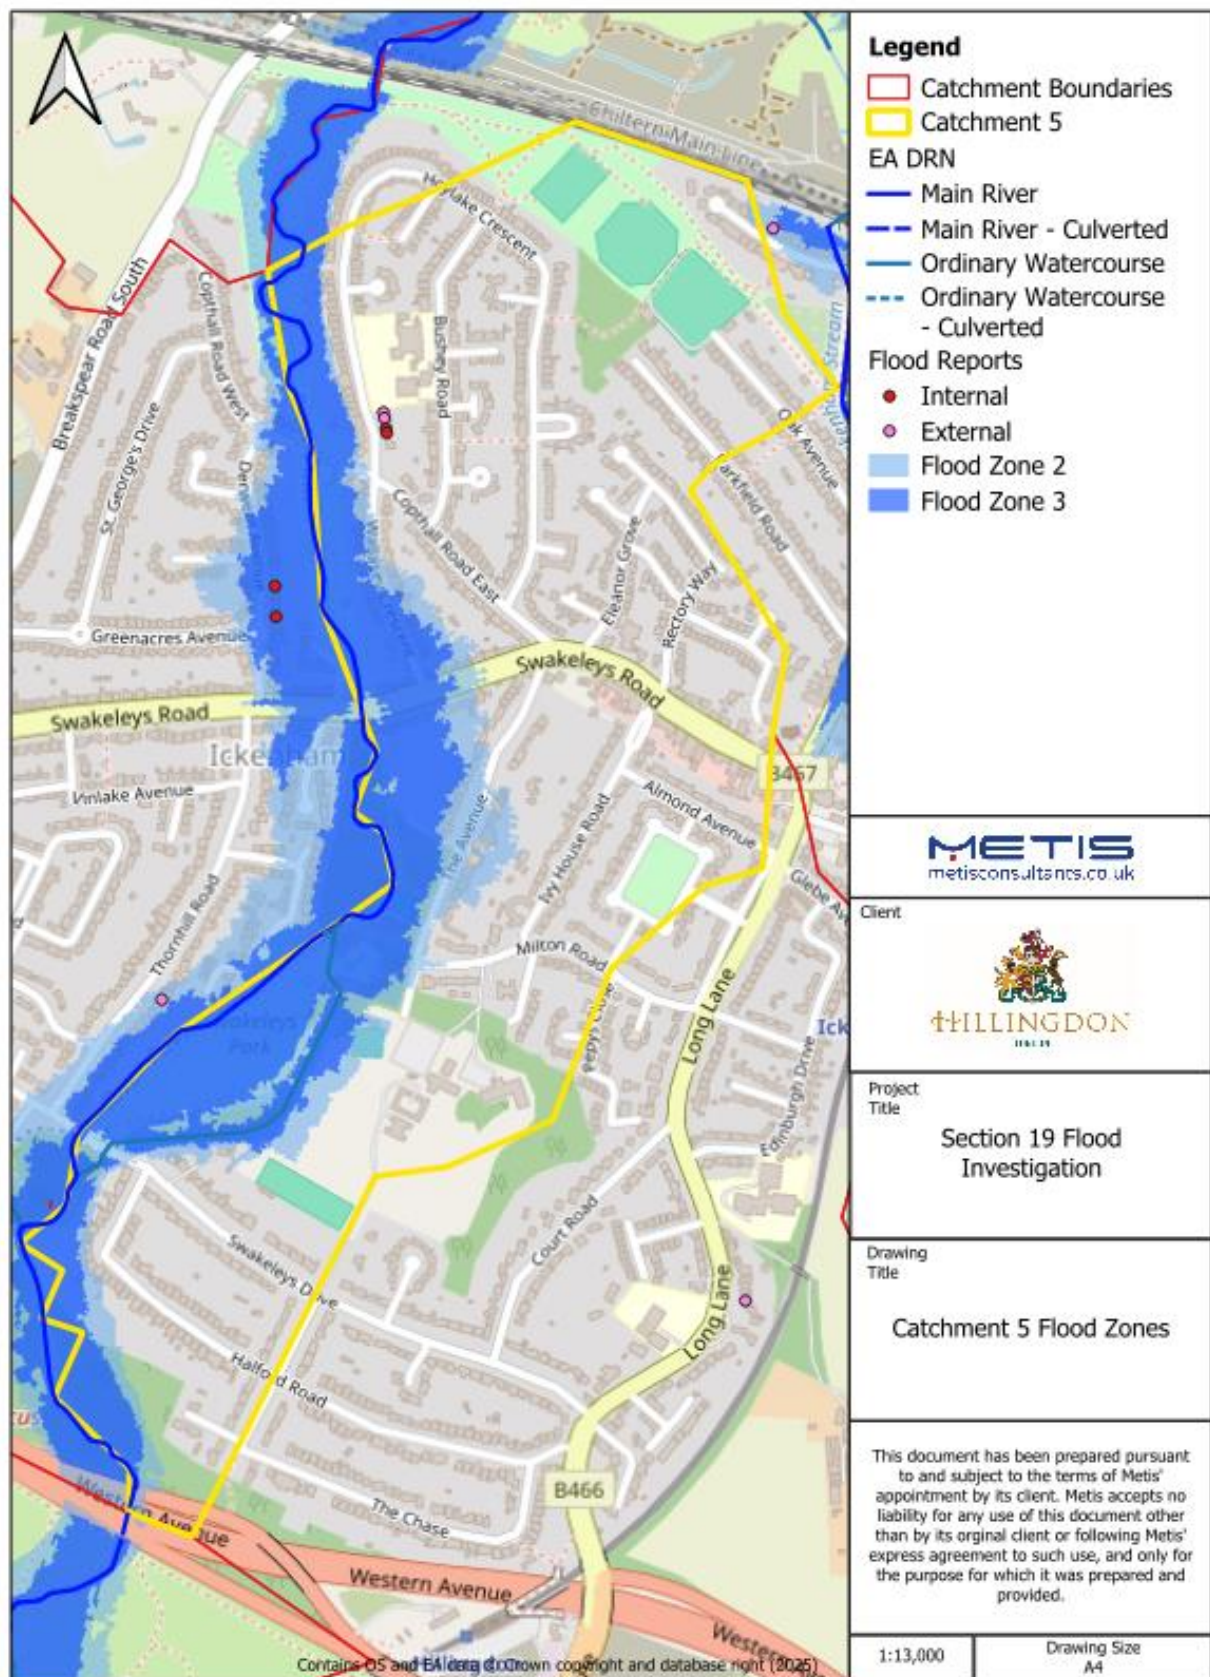 Legend
Catchment Boundaries
Catchment 5
EA DRN
Main River
Main River - Culverted
Ordinary Watercourse
Ordinary Watercourse
- Culverted
Flood Reports
Internal
External
Flood Zone 2
Flood Zone 3
METIS
metisconsultants.co.uk
Client
HILLINGDON
LONDON
Project
Title
Section 19 Flood
Investigation
Drawing
Title
Catchment 5 Flood Zones
This document has been prepared pursuant
to and subject to the terms of Metis'
appointment by its client. Metis accepts no
liability for any use of this document other
than by its orginal client or following Metis'
express agreement to such use, and only for
the purpose for which it was prepared and
provided.
1:13,000
Drawing Size
A4
Chiltern Main Line
Hoylake Crescent
Breakspear Road South
Copthall Road West
Bushey Road
St. George's Drive
Oak Avenue
Parkfield Road
Copthall Road East
Eleanor Grove
Rectory Way
Greenacres Avenue
Swakeleys Road
Swakeleys Road
Ickenham
B467
Almond Avenue
Ivy House Road
The Avenue
Glebe Av
Thornhill Road
Milton Road
Pepys Close
Long Lane
Ick
Swakeleys
Park
Edinburgh Drive
Court Road
Swakeleys Drive
Long Lane
Halford Road
B466
The Chase
Western Avenue
Western Avenue
Western
Contains OS and EA data © Crown copyright and database right (2025)